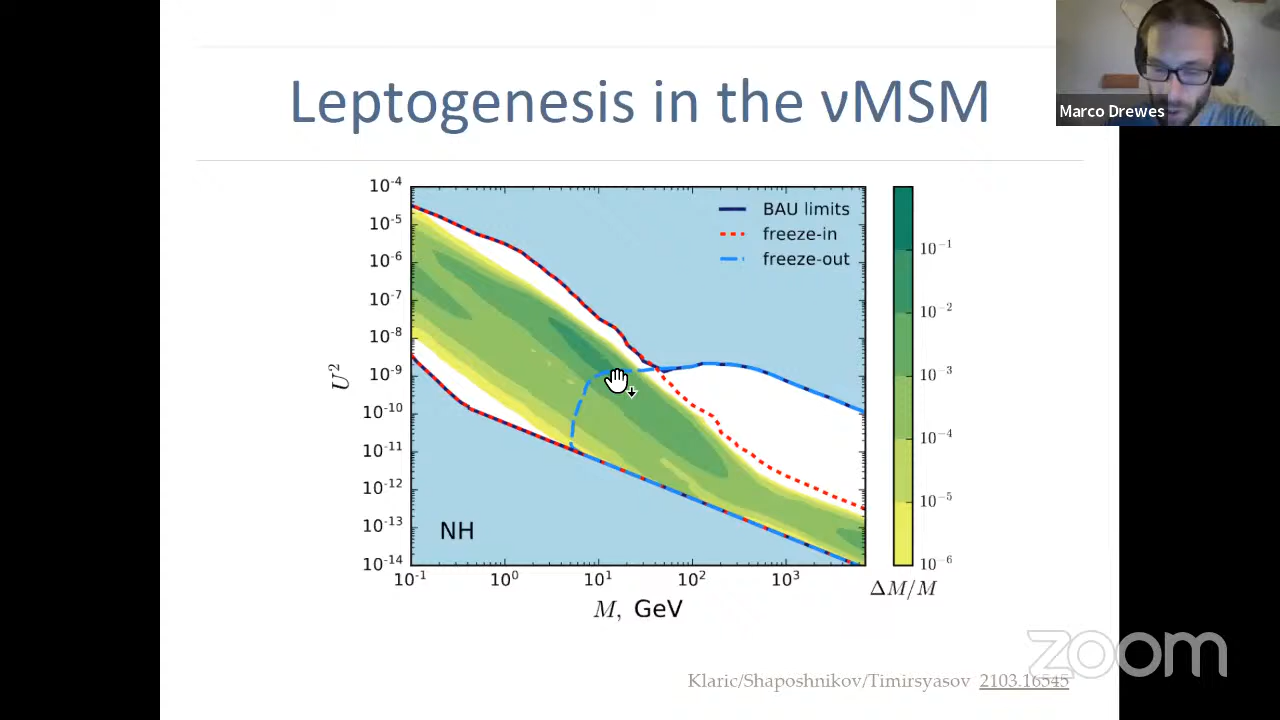 Leptogenesis in the νMSM
Marco Drewes
10⁻⁴
10⁻⁵
10⁻⁶
10⁻⁷
10⁻⁸
10⁻⁹
10⁻¹⁰
10⁻¹¹
10⁻¹²
10⁻¹³
10⁻¹⁴
U²
BAU limits
freeze-in
freeze-out
NH
10⁻¹
10⁰
10¹
10²
10³
M, GeV
10⁻¹
10⁻²
10⁻³
10⁻⁴
10⁻⁵
10⁻⁶
ΔM/M
zoom
Klaric/Shaposhnikov/Timirsyasov 2103.16545